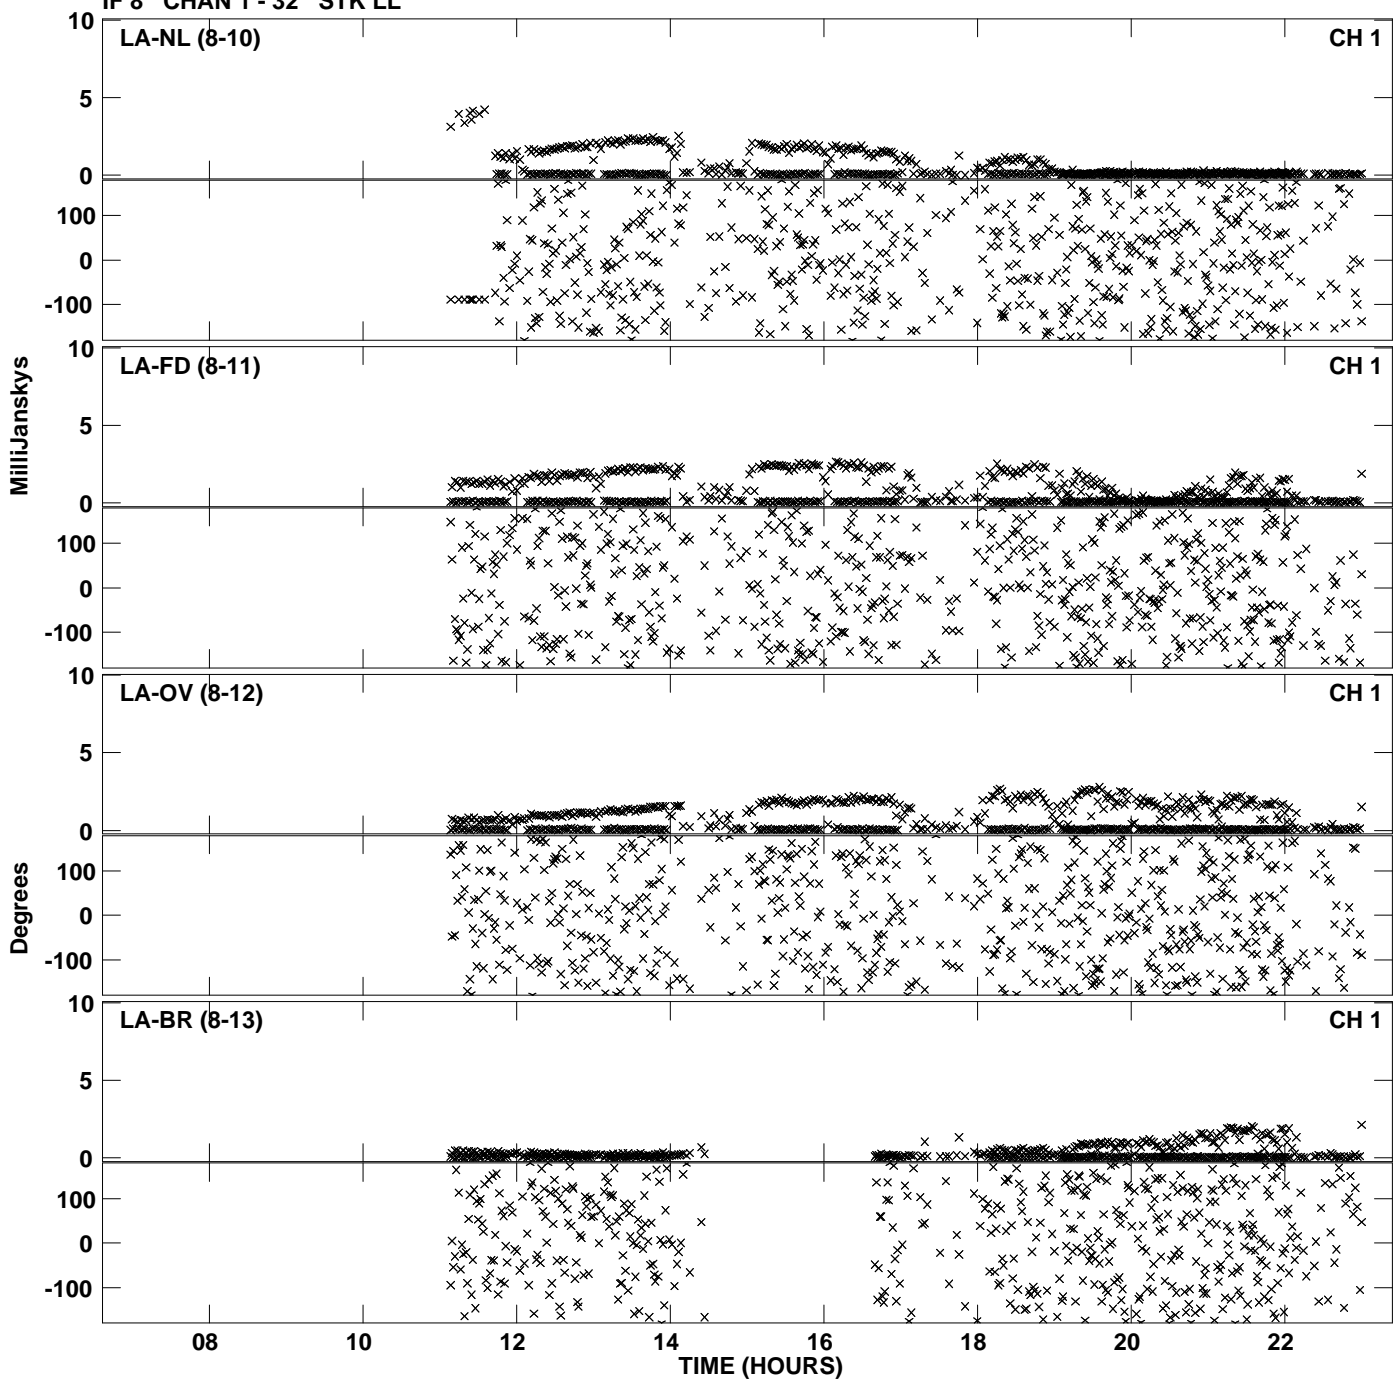 IF 8 CHAN 1 - 32 STK LL
10
LA-NL (8-10)
CH 1
5
0
100
0
-100
10
LA-FD (8-11)
CH 1
5
0
100
0
-100
MilliJanskys
10
LA-OV (8-12)
CH 1
5
0
100
0
-100
Degrees
10
LA-BR (8-13)
CH 1
5
0
100
0
-100
08 10 12 14 16 18 20 22
TIME (HOURS)